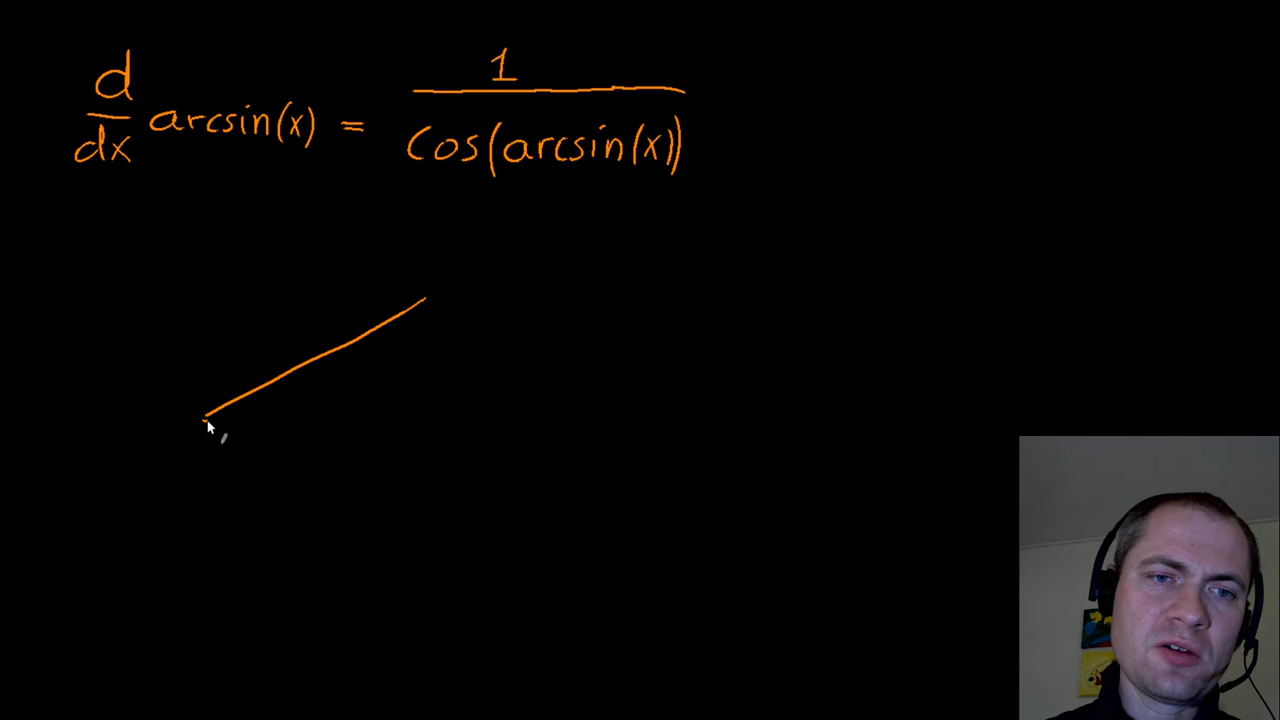 d/dx arcsin(x) = 1/cos(arcsin(x))